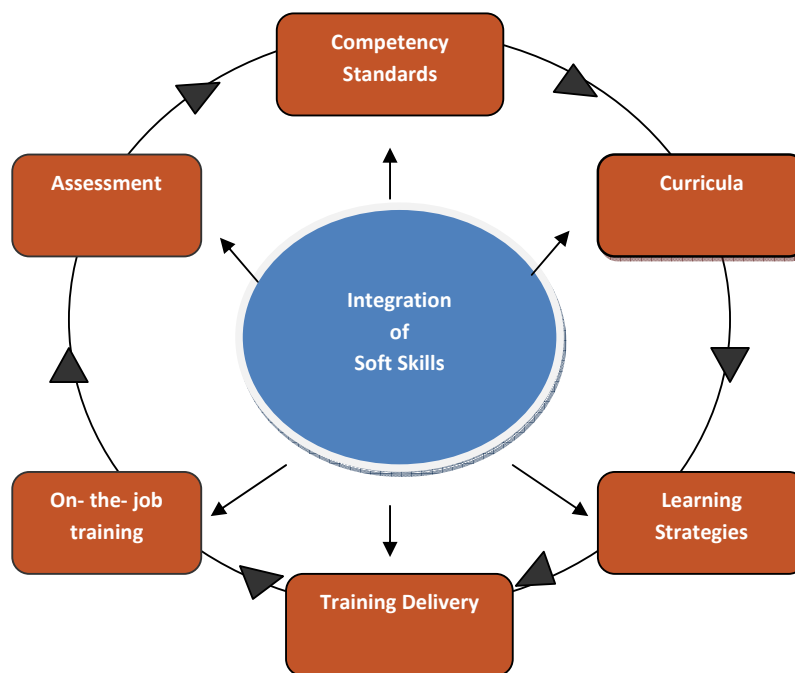 Competency
Standards
Assessment
Curricula
Integration
of
Soft Skills
On- the- job
training
Learning
Strategies
Training Delivery